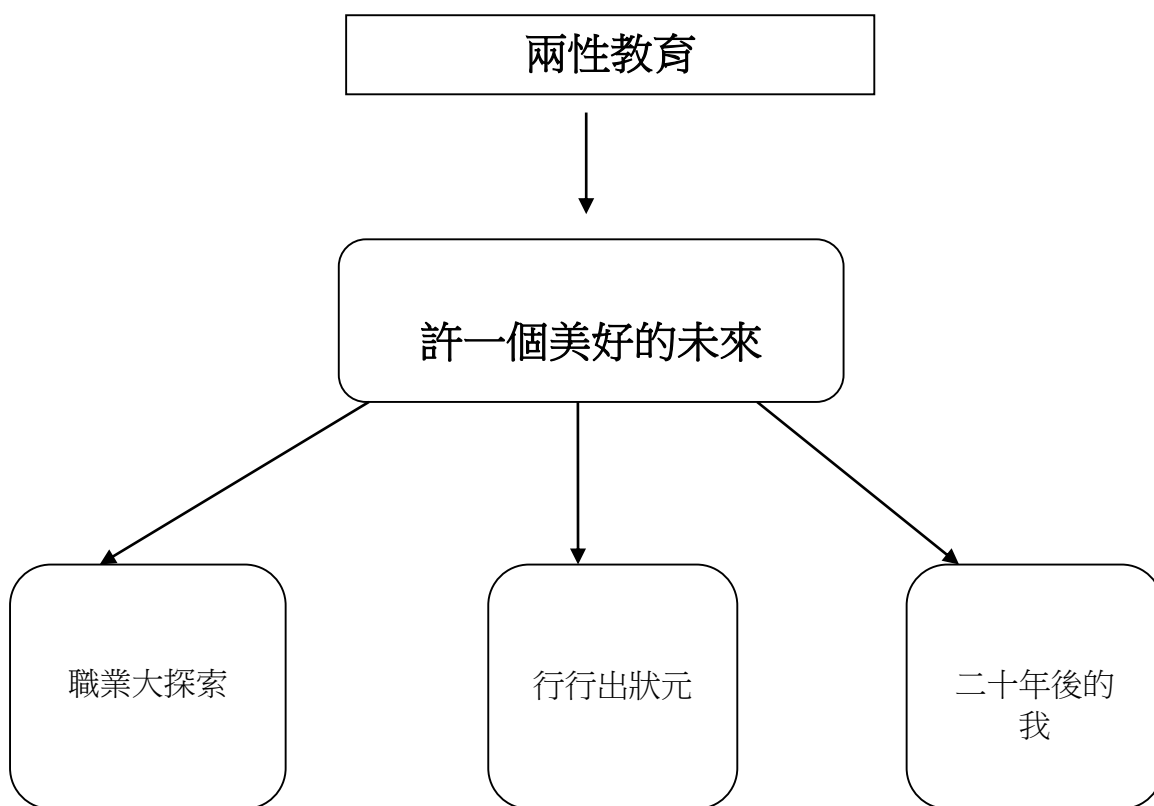 兩性教育
許一個美好的未來
職業大探索
行行出狀元
二十年後的
我